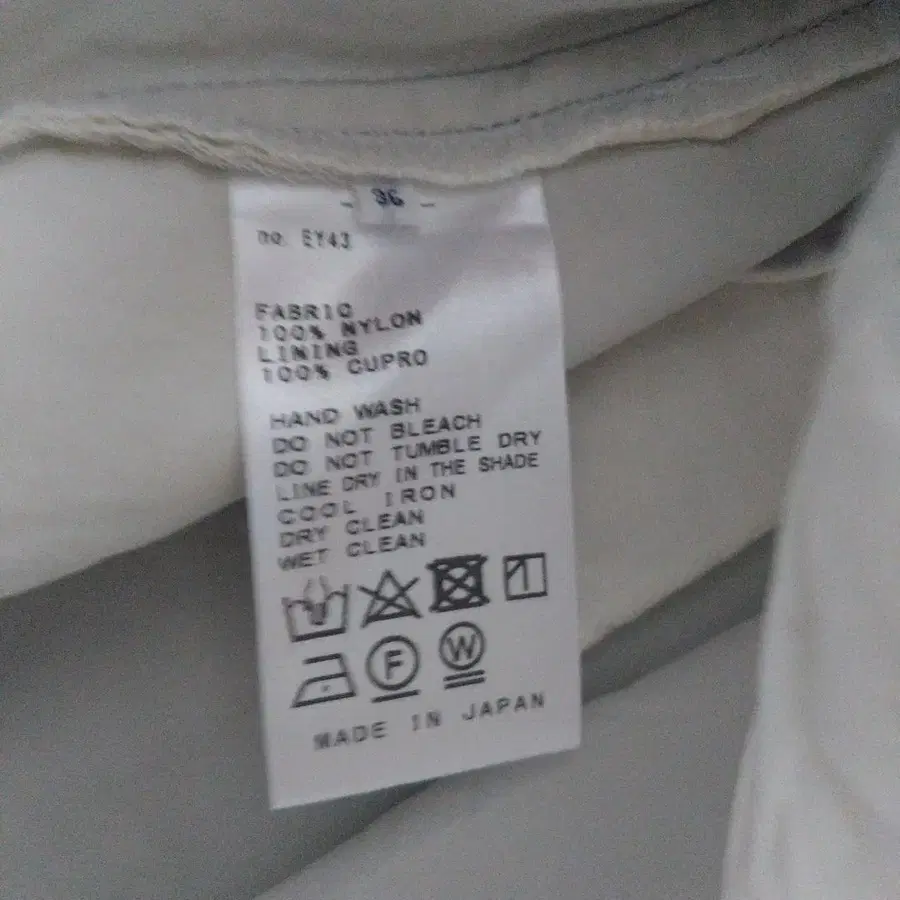 - 36 -
no. EY43
FABRIC
100% NYLON
LINING
100% CUPRO
HAND WASH
DO NOT BLEACH
DO NOT TUMBLE DRY
LINE DRY IN THE SHADE
COOL IRON
DRY CLEAN
WET CLEAN
F W
MADE IN JAPAN